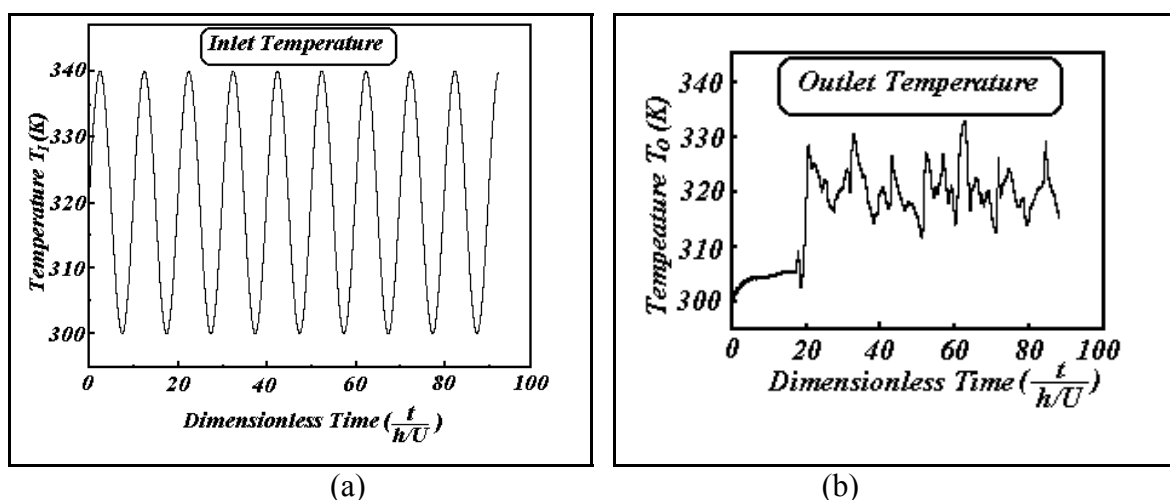 Inlet Temperature
340
330
320
310
300
Temperature T_I (K)
0 20 40 60 80 100
Dimensionless Time (t/h/U)
(a)
Outlet Temperature
340
330
320
310
300
Tempeature T_O (K)
0 20 40 60 80 100
Dimensionless Time (t/h/U)
(b)